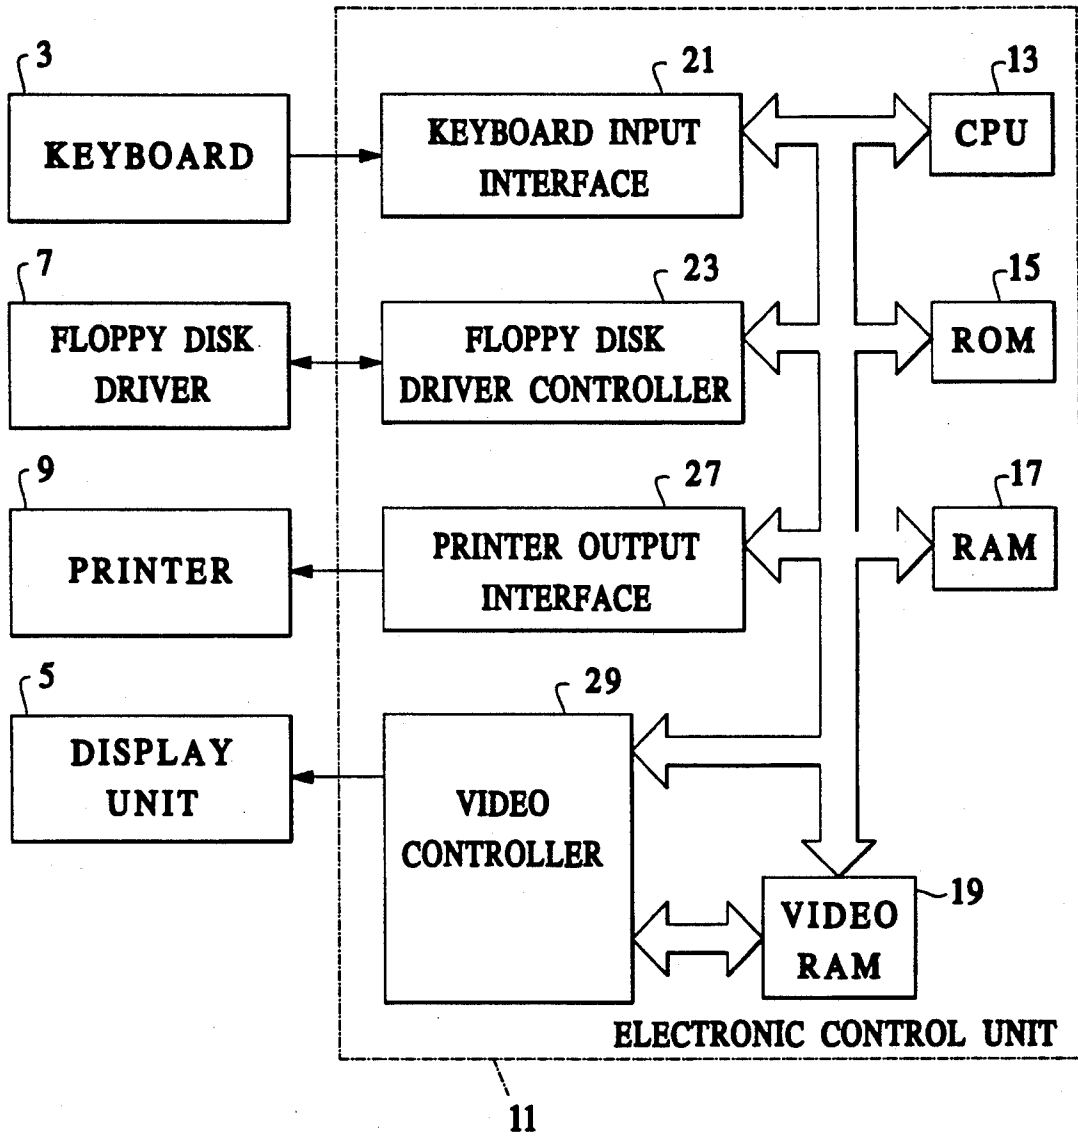 3
KEYBOARD
21
KEYBOARD INPUT
INTERFACE
13
CPU
7
FLOPPY DISK
DRIVER
23
FLOPPY DISK
DRIVER CONTROLLER
15
ROM
9
PRINTER
27
PRINTER OUTPUT
INTERFACE
17
RAM
5
DISPLAY
UNIT
29
VIDEO
CONTROLLER
19
VIDEO
RAM
ELECTRONIC CONTROL UNIT
11